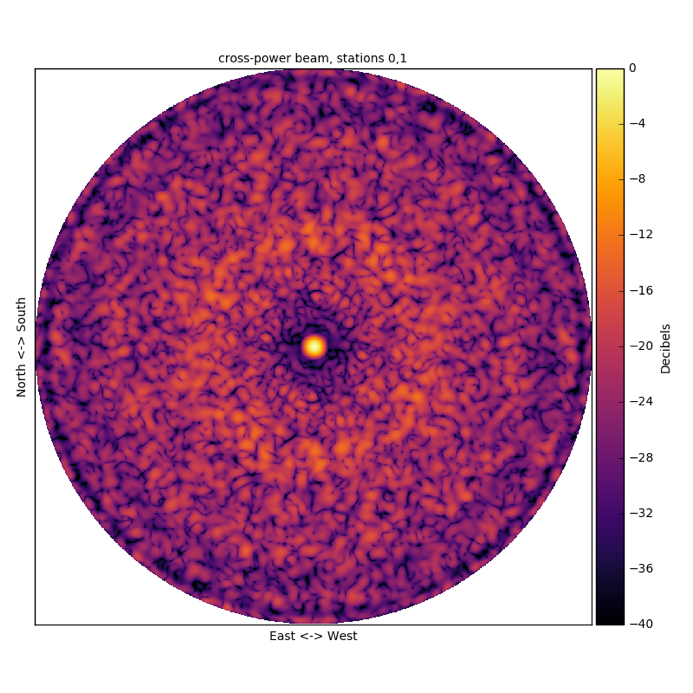 cross-power beam, stations 0,1
North <-> South
East <-> West
0
−4
−8
−12
−16
−20
−24
−28
−32
−36
−40
Decibels